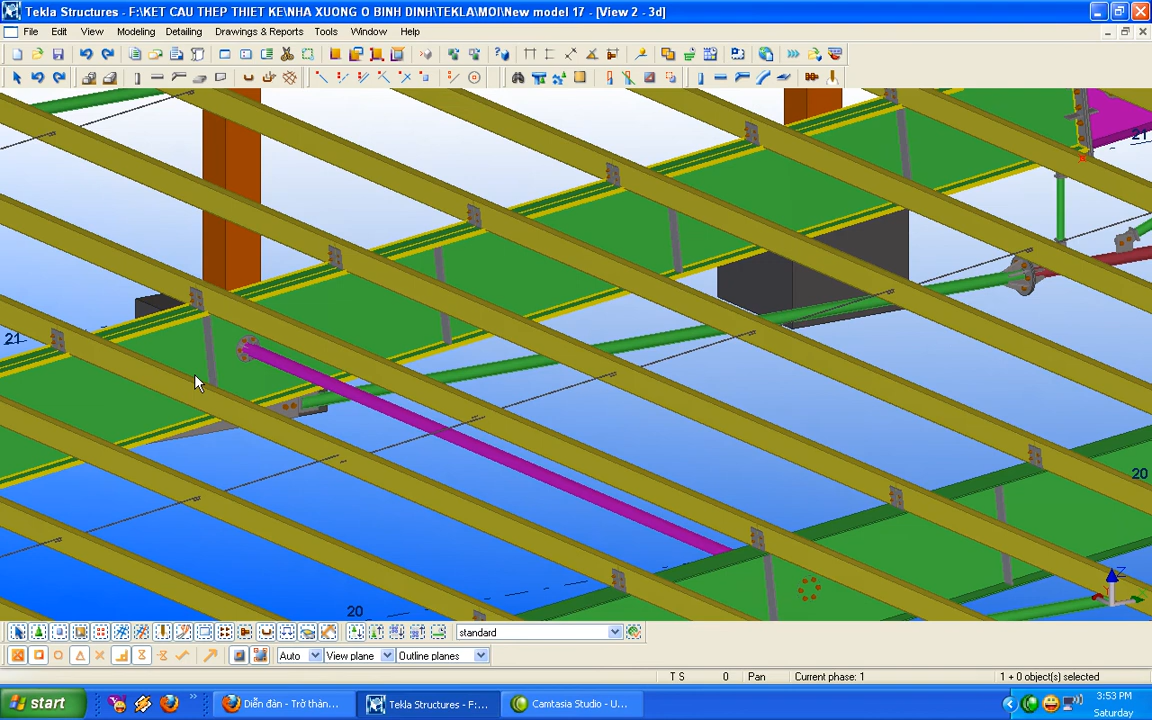 Tekla Structures - F:\KET CAU THEP THIET KE\NHA XUONG O BINH DINH\TEKLA\MOI\New model 17 - [View 2 - 3d]
File Edit View Modeling Detailing Drawings & Reports Tools Window Help
21
21
20
20
Z
standard
Auto View plane Outline planes
T S 0 Pan Current phase: 1 1 + 0 object(s) selected
start Diễn đàn - Trở thàn... Tekla Structures - F:... Camtasia Studio - U... 3:53 PM
Saturday